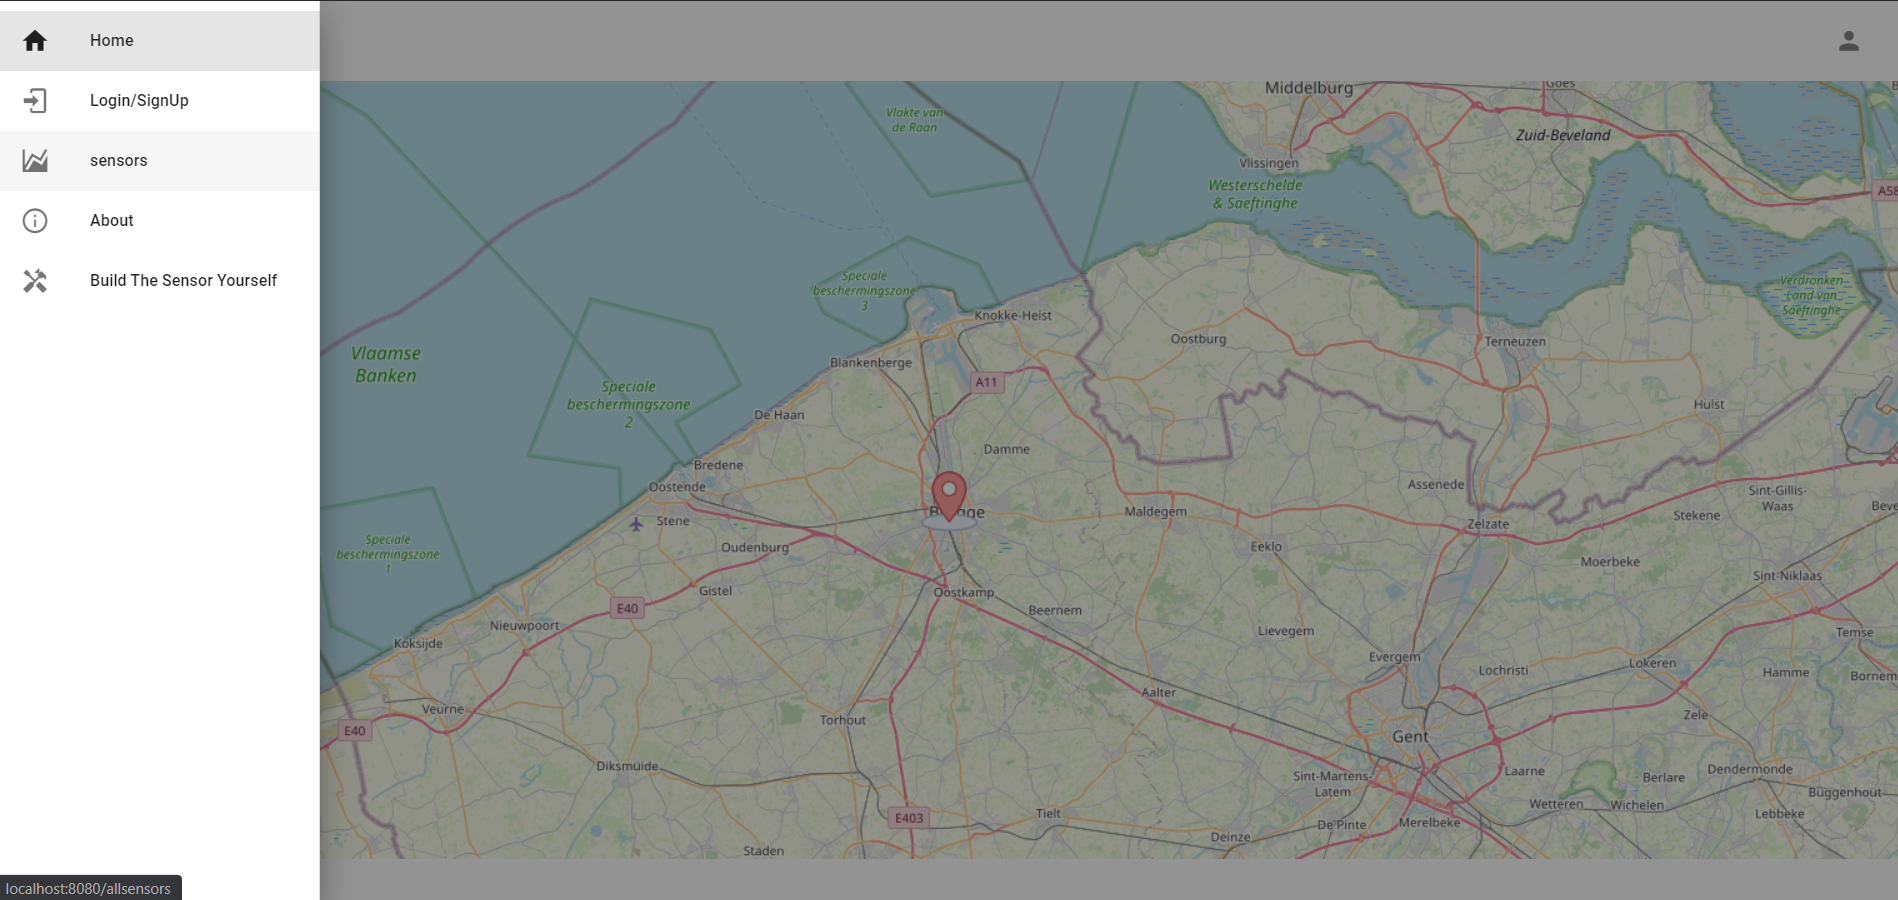 Home
Login/SignUp
sensors
About
Build The Sensor Yourself
localhost:8080/allsensors
Middelburg
Goes
Vlakte van
de Raan
Zuid-Beveland
Vlissingen
A58
Westerschelde
& Saeftinghe
Speciale
beschermingszone
3
Verdronken
Land van
Saeftinghe
Knokke-Heist
Oostburg
Terneuzen
Vlaamse
Banken
Blankenberge
A11
Speciale
beschermingszone
2
De Haan
Hulst
Damme
Bredene
Oostende
Assenede
Sint-Gillis-
Waas
Stene
Maldegem
Stekene
Zelzate
Speciale
beschermingszone
1
Oudenburg
Eeklo
Moerbeke
Sint-Niklaas
Gistel
Oostkamp
E40
Beernem
Nieuwpoort
Lievegem
Temse
Koksijde
Evergem
Lochristi
Lokeren
Hamme
Bornem
Aalter
Veurne
Torhout
Zele
E40
Gent
Diksmuide
Sint-Martens-
Latem
Laarne
Berlare
Dendermonde
Buggenhout
Wetteren
Wichelen
Lebbeke
E403
Tielt
De Pinte
Merelbeke
Deinze
Staden